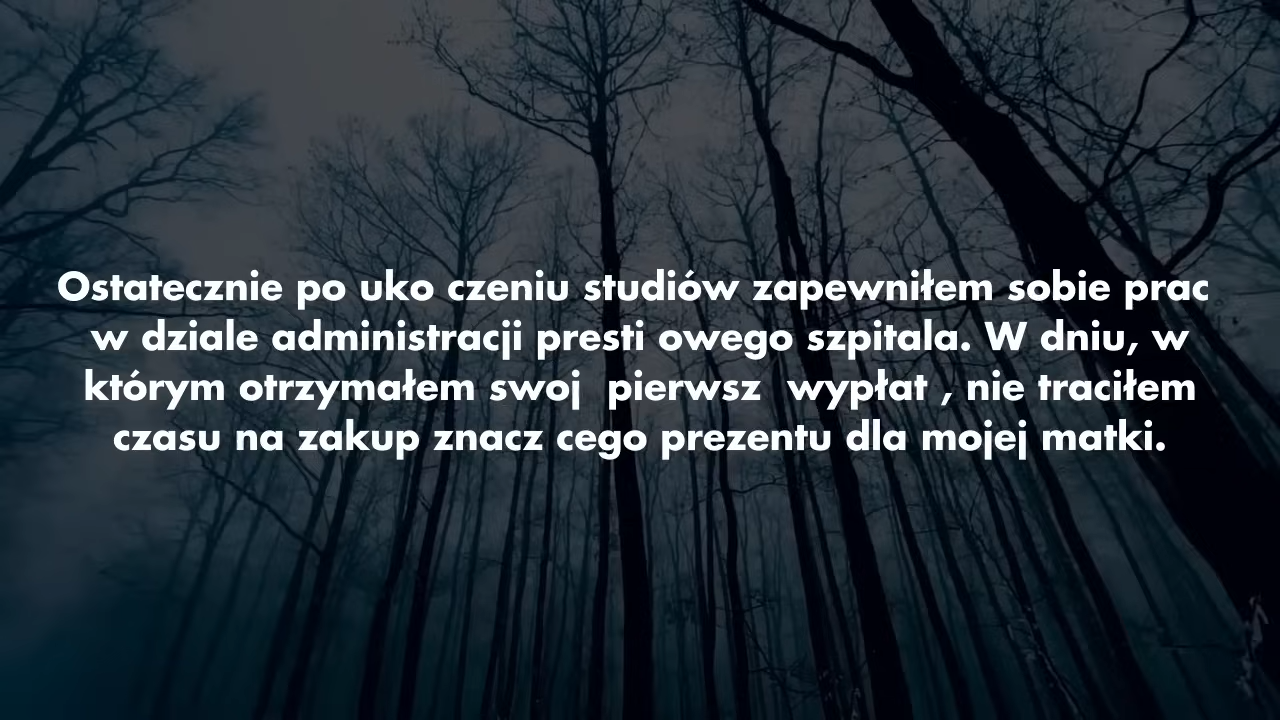 Ostatecznie po uko czeniu studiów zapewniłem sobie prac
w dziale administracji presti owego szpitala. W dniu, w
którym otrzymałem swoj  pierwsz  wypłat , nie traciłem
czasu na zakup znacz cego prezentu dla mojej matki.